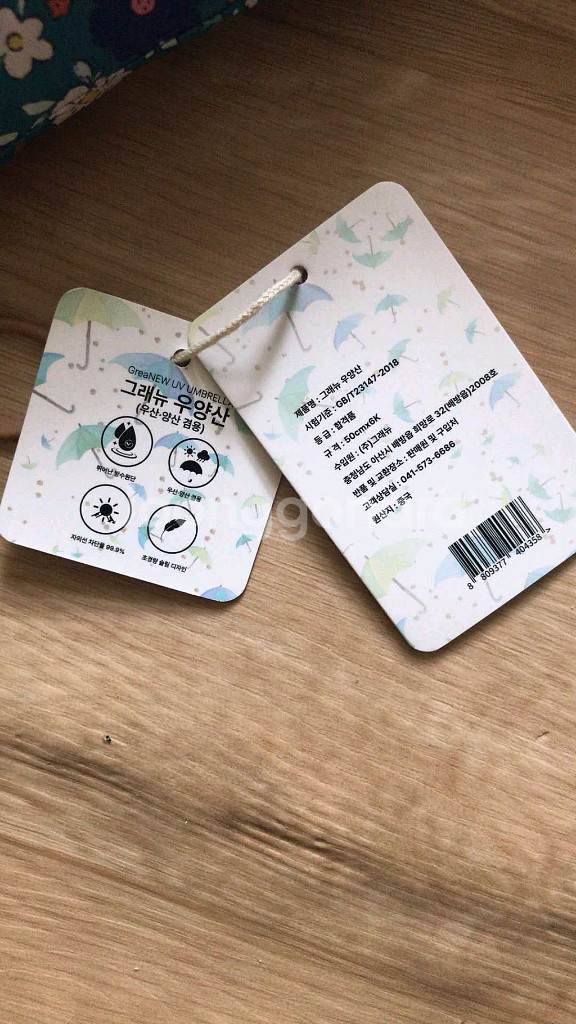 GreaNEW UV UMBRELLA
그래뉴 우양산
(우산·양산 겸용)
뛰어난 방수원단
우산·양산 겸용
자외선 차단율 99.9%
초경량 슬림 디자인
제품명 : 그래뉴 우양산
시험기준 : GB/T23147-2018
등 급 : 합격품
규 격 : 50cmx6K
수입원 : (주)그래뉴
충청남도 아산시 배방읍 희망로 32(배방읍)2008호
반품 및 교환장소 : 판매원 및 구입처
고객상담실 : 041-573-6686
원산지 : 중국
8 809377 404358 >